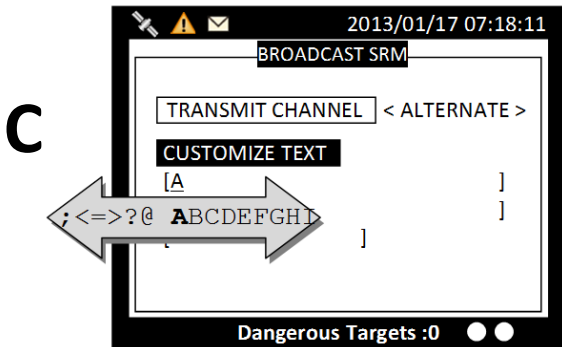 2013/01/17 07:18:11
BROADCAST SRM
TRANSMIT CHANNEL < ALTERNATE >
C
CUSTOMIZE TEXT
[A ]
;<=>?@ ABCDEFGHI ]
[ ]
Dangerous Targets :0